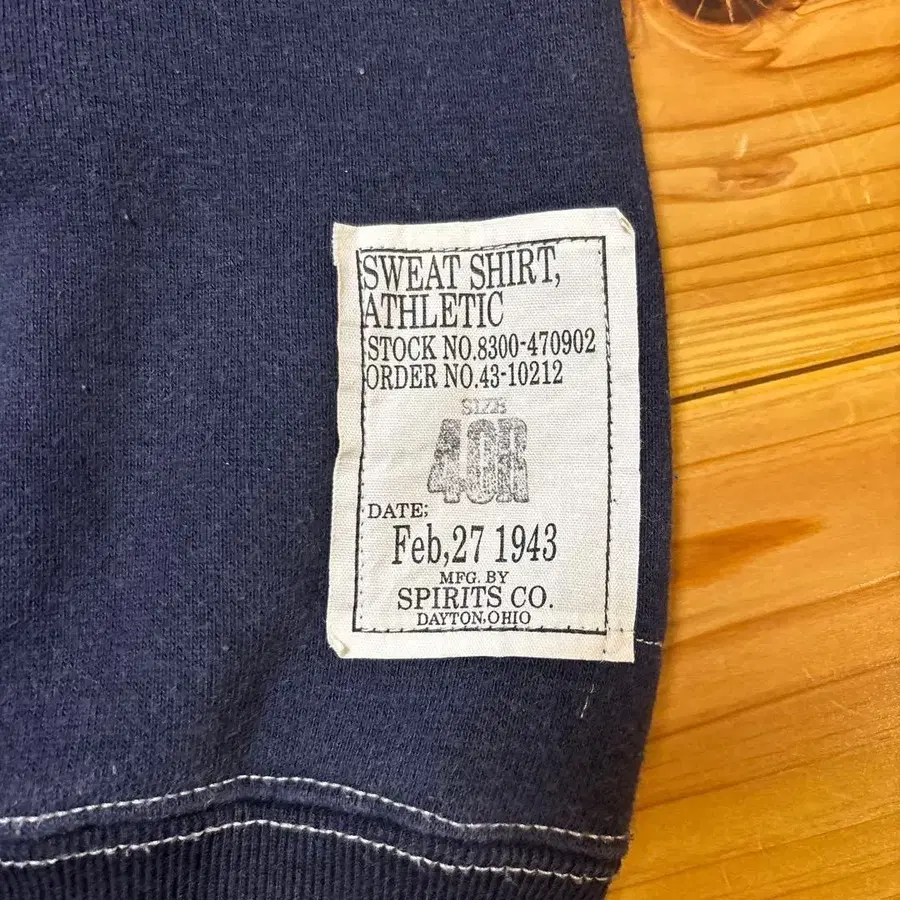 SWEAT SHIRT,
ATHLETIC
STOCK NO.8300-470902
ORDER NO.43-10212
SIZE
DATE;
Feb,27 1943
MFG. BY
SPIRITS CO.
DAYTON,OHIO